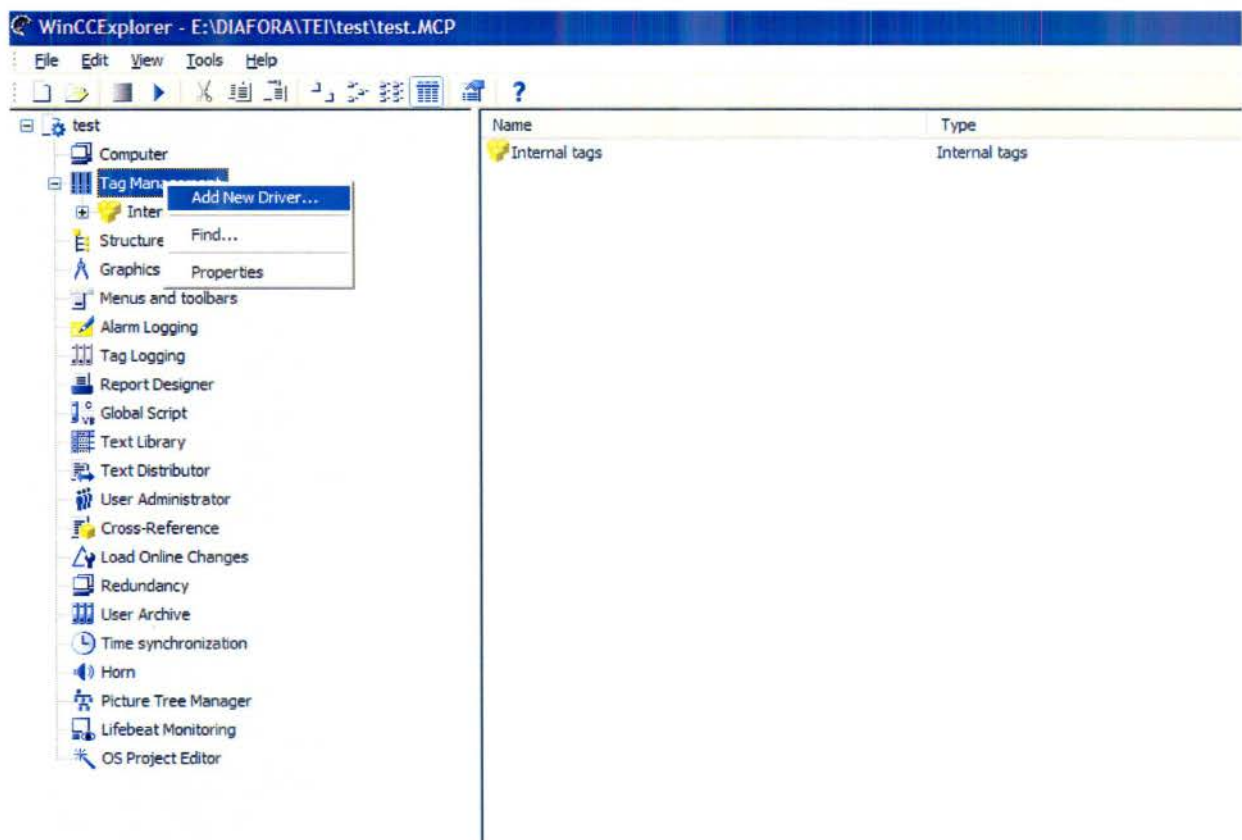 WinCCExplorer - E:\DIAFORA\TEI\test\test.MCP
File Edit View Tools Help
Name Type
Internal tags Internal tags
test
Computer
Tag Management
Add New Driver...
Inter
Find...
Structure
Graphics
Properties
Menus and toolbars
Alarm Logging
Tag Logging
Report Designer
Global Script
Text Library
Text Distributor
User Administrator
Cross-Reference
Load Online Changes
Redundancy
User Archive
Time synchronization
Horn
Picture Tree Manager
Lifebeat Monitoring
OS Project Editor